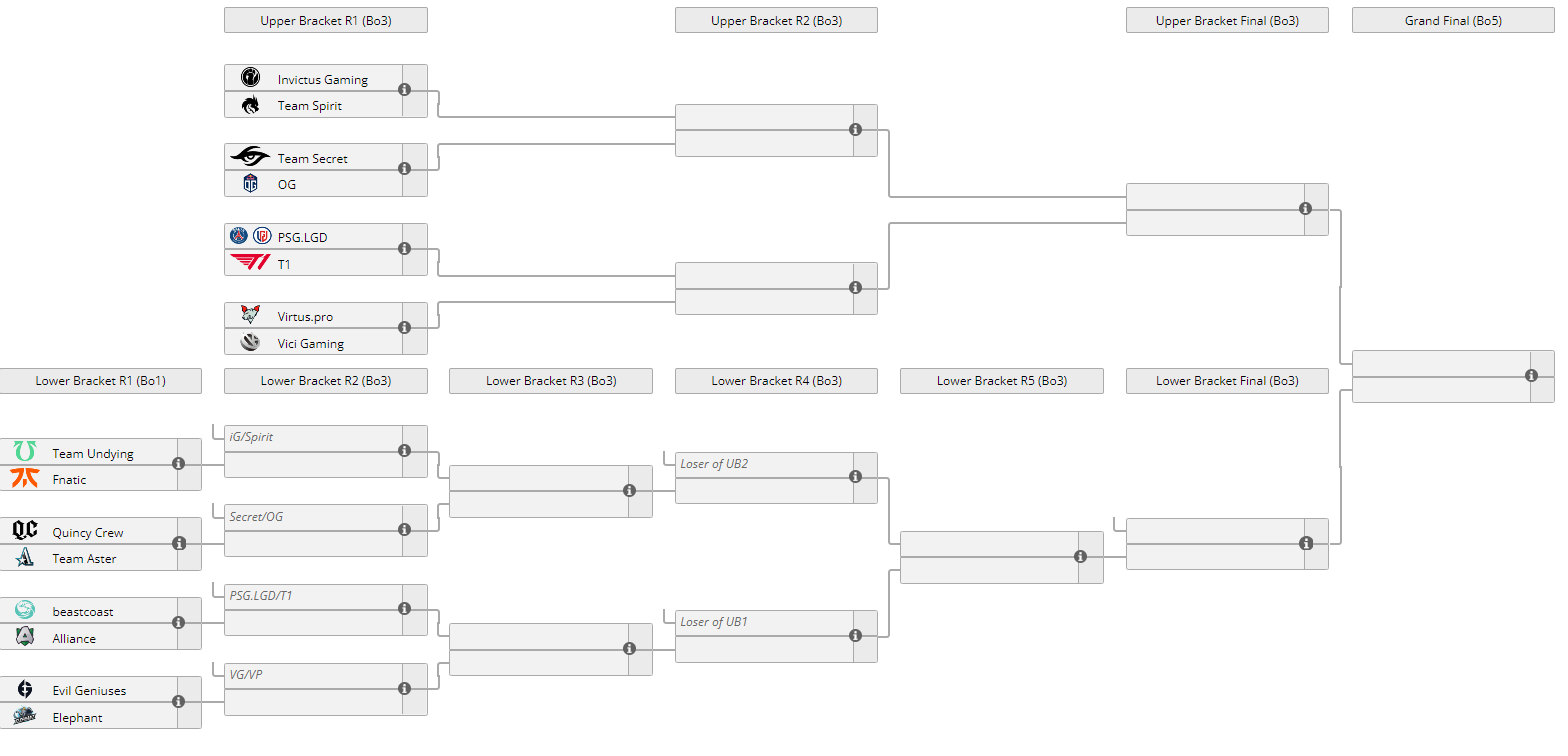 Upper Bracket R1 (Bo3)
Upper Bracket R2 (Bo3)
Upper Bracket Final (Bo3)
Grand Final (Bo5)
Invictus Gaming
Team Spirit
Team Secret
OG
PSG.LGD
T1
Virtus.pro
Vici Gaming
Lower Bracket R1 (Bo1)
Lower Bracket R2 (Bo3)
Lower Bracket R3 (Bo3)
Lower Bracket R4 (Bo3)
Lower Bracket R5 (Bo3)
Lower Bracket Final (Bo3)
Team Undying
Fnatic
Quincy Crew
Team Aster
beastcoast
Alliance
Evil Geniuses
Elephant
iG/Spirit
Secret/OG
PSG.LGD/T1
VG/VP
Loser of UB2
Loser of UB1